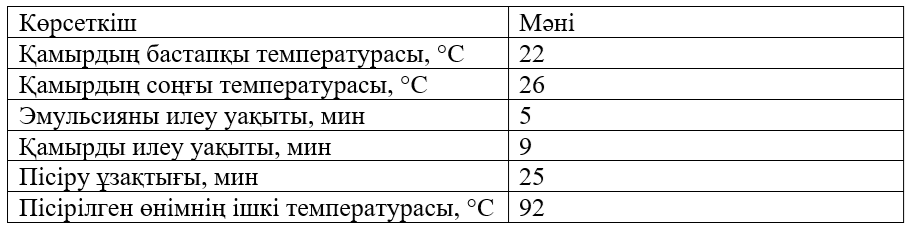 Көрсеткіш Мәні
Қамырдың бастапқы температурасы, °C 22
Қамырдың соңғы температурасы, °C 26
Эмульсияны илеу уақыты, мин 5
Қамырды илеу уақыты, мин 9
Пісіру ұзақтығы, мин 25
Пісірілген өнімнің ішкі температурасы, °C 92